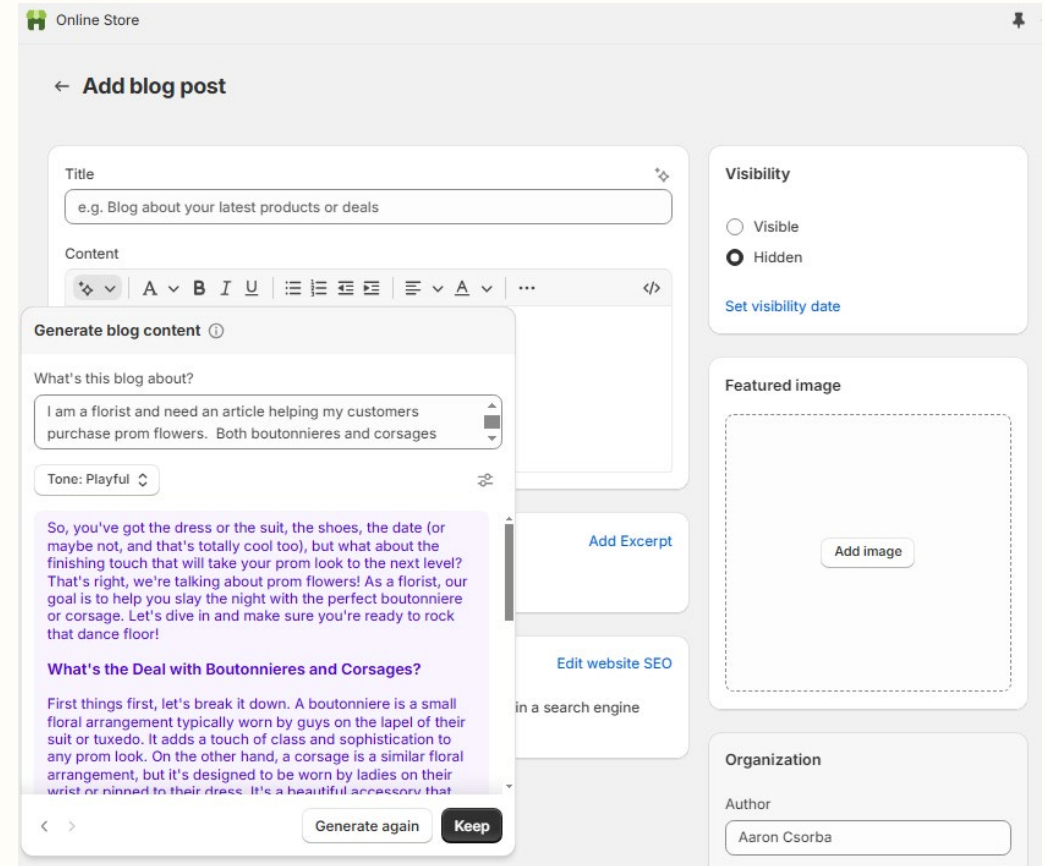 Online Store
← Add blog post
Title
e.g. Blog about your latest products or deals
Content
A B I U </>
Generate blog content
What's this blog about?
I am a florist and need an article helping my customers
purchase prom flowers. Both boutonnieres and corsages
Tone: Playful
So, you've got the dress or the suit, the shoes, the date (or
maybe not, and that's totally cool too), but what about the
finishing touch that will take your prom look to the next level?
That's right, we're talking about prom flowers! As a florist, our
goal is to help you slay the night with the perfect boutonniere
or corsage. Let's dive in and make sure you're ready to rock
that dance floor!
What's the Deal with Boutonnieres and Corsages?
First things first, let's break it down. A boutonniere is a small
floral arrangement typically worn by guys on the lapel of their
suit or tuxedo. It adds a touch of class and sophistication to
any prom look. On the other hand, a corsage is a similar floral
arrangement, but it's designed to be worn by ladies on their
wrist or pinned to their dress. It's a beautiful accessory that
Generate again
Keep
Add Excerpt
Edit website SEO
in a search engine
Visibility
Visible
Hidden
Set visibility date
Featured image
Add image
Organization
Author
Aaron Csorba